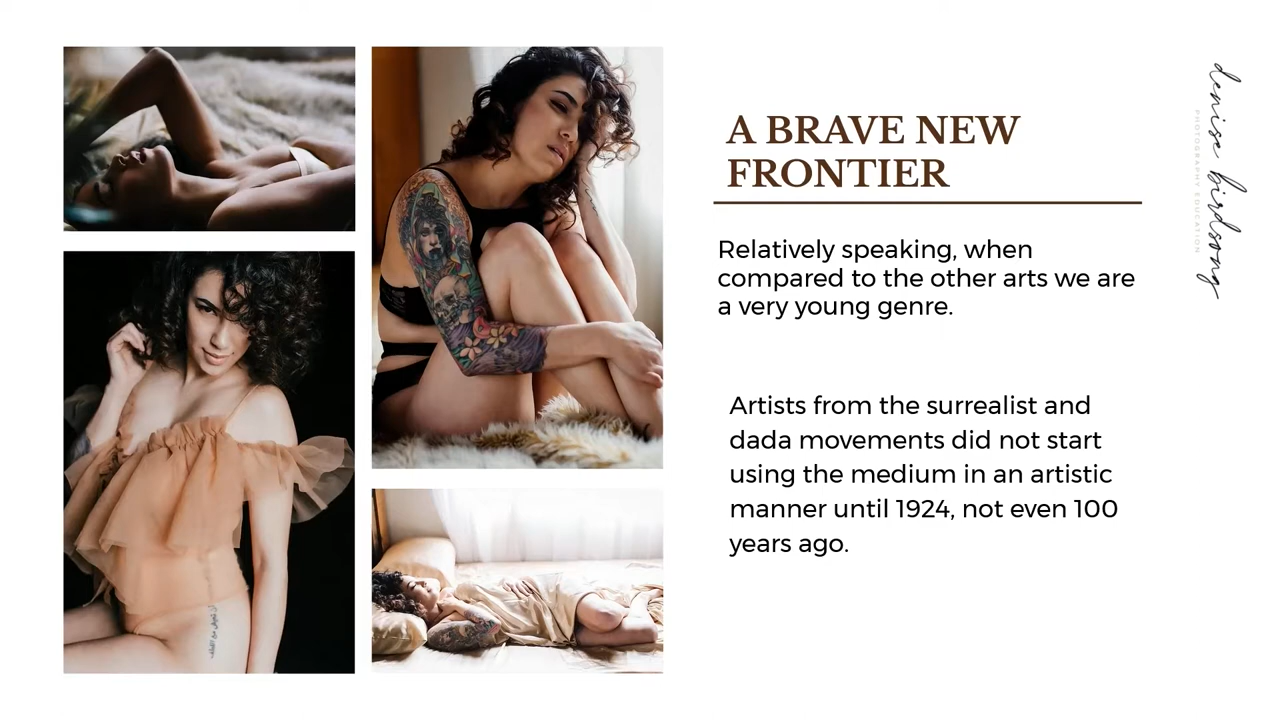 A BRAVE NEW
FRONTIER
Relatively speaking, when
compared to the other arts we are
a very young genre.
Artists from the surrealist and
dada movements did not start
using the medium in an artistic
manner until 1924, not even 100
years ago.
denise birdsong
PHOTOGRAPHY EDUCATION